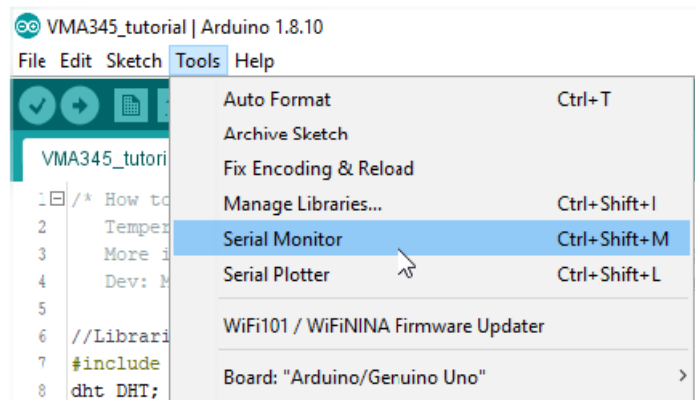 VMA345_tutorial | Arduino 1.8.10
File Edit Sketch Tools Help
Auto Format Ctrl+T
Archive Sketch
VMA345_tutori
Fix Encoding & Reload
1 /* How to
Manage Libraries... Ctrl+Shift+I
2 Temper
Serial Monitor Ctrl+Shift+M
3 More i
4 Dev: M
Serial Plotter Ctrl+Shift+L
5
6 //Librari
WiFi101 / WiFiNINA Firmware Updater
7 #include
8 dht DHT;
Board: "Arduino/Genuino Uno"